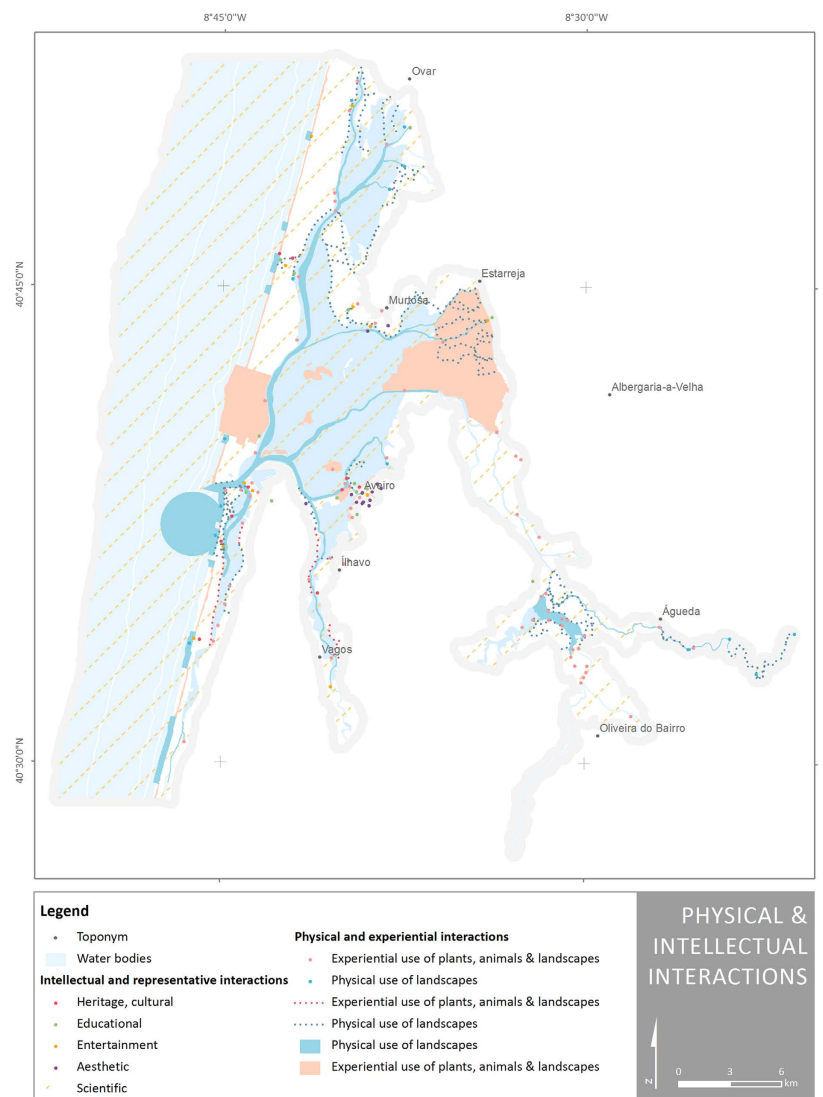 8°45'0"W
8°30'0"W
Ovar
40°45'0"N
Estarreja
Murtosa
Albergaria-a-Velha
Aveiro
Ílhavo
Águeda
Vagos
Oliveira do Bairro
40°30'0"N
Legend
Toponym
Water bodies
Intellectual and representative interactions
Heritage, cultural
Educational
Entertainment
Aesthetic
Scientific
Physical and experiential interactions
Experiential use of plants, animals & landscapes
Physical use of landscapes
Experiential use of plants, animals & landscapes
Physical use of landscapes
Physical use of landscapes
Experiential use of plants, animals & landscapes
PHYSICAL &
INTELLECTUAL
INTERACTIONS
N
0 3 6
km